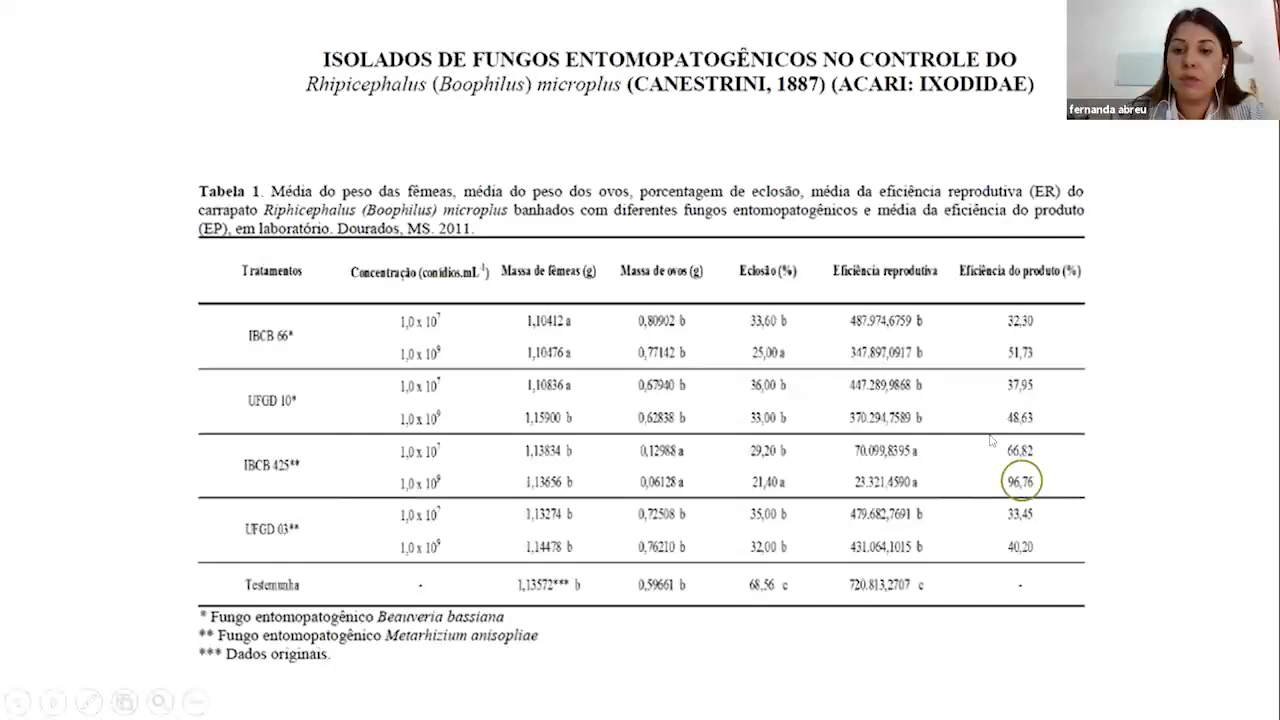 ISOLADOS DE FUNGOS ENTOMOPATOGÊNICOS NO CONTROLE DO
Rhipicephalus (Boophilus) microplus (CANESTRINI, 1887) (ACARI: IXODIDAE)
fernanda abreu
Tabela 1. Média do peso das fêmeas, média do peso dos ovos, porcentagem de eclosão, média da eficiência reprodutiva (ER) do
carrapato Riphicephalus (Boophilus) microplus banhados com diferentes fungos entomopatogênicos e média da eficiência do produto
(EP), em laboratório. Dourados, MS. 2011.
Tratamentos Concentração (conídios.mL⁻¹) Massa de fêmeas (g) Massa de ovos (g) Eclosão (%) Eficiência reprodutiva Eficiência do produto (%)
1,0 x 10⁷ 1,10412 a 0,80902 b 33,60 b 487.974,6759 b 32,30
IBCB 66*
1,0 x 10⁹ 1,10476 a 0,77142 b 25,00 a 347.897,0917 b 51,73
1,0 x 10⁷ 1,10836 a 0,67940 b 36,00 b 447.289,9868 b 37,95
UFGD 10*
1,0 x 10⁹ 1,15900 b 0,62838 b 33,00 b 370.294,7589 b 48,63
1,0 x 10⁷ 1,13834 b 0,12988 a 29,20 b 70.099,8395 a 66,82
IBCB 425**
1,0 x 10⁹ 1,13656 b 0,06128 a 21,40 a 23.321,4590 a 96,76
1,0 x 10⁷ 1,13274 b 0,72508 b 35,00 b 479.682,7691 b 33,45
UFGD 03**
1,0 x 10⁹ 1,14478 b 0,76210 b 32,00 b 431.064,1015 b 40,20
Testemunha - 1,13572*** b 0,59661 b 68,56 c 720.813,2707 c -
* Fungo entomopatogênico Beauveria bassiana
** Fungo entomopatogênico Metarhizium anisopliae
*** Dados originais.